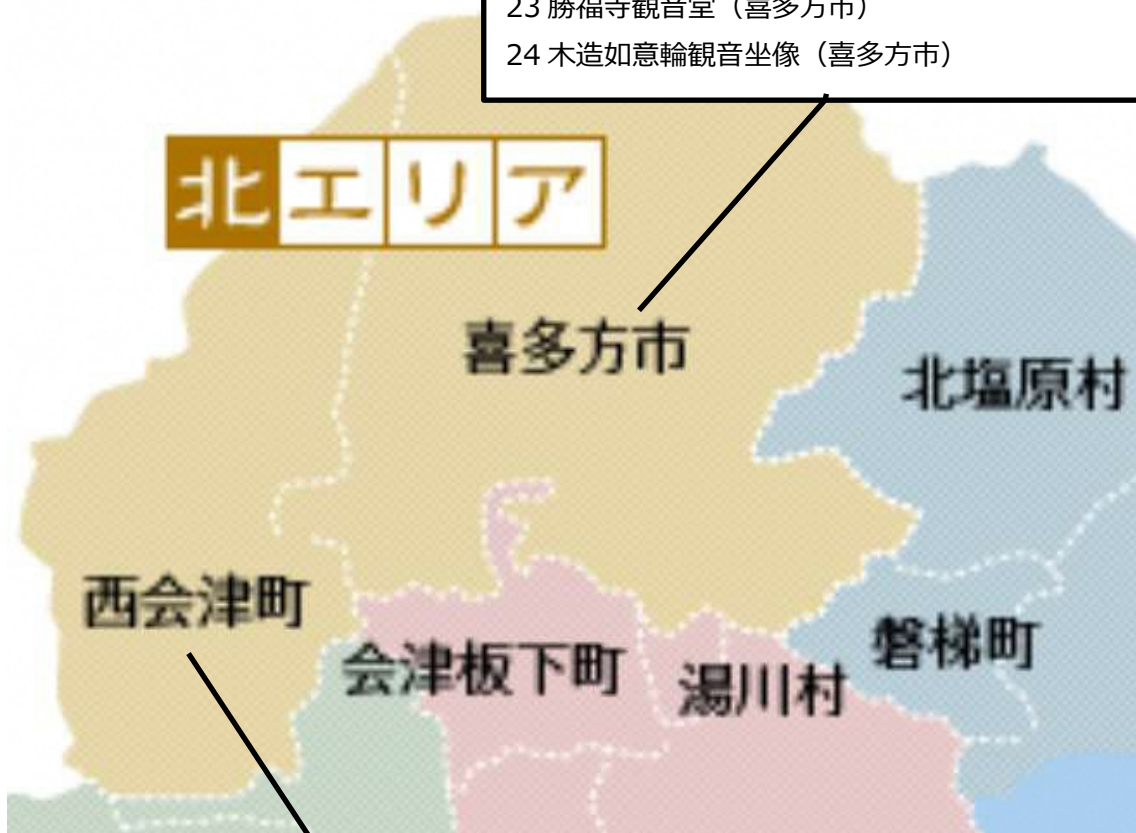 23 勝福寺観音堂（喜多方市）
24 木造如意輪観音坐像（喜多方市）
北エリア
喜多方市
北塩原村
西会津町
会津板下町
湯川村
磐梯町